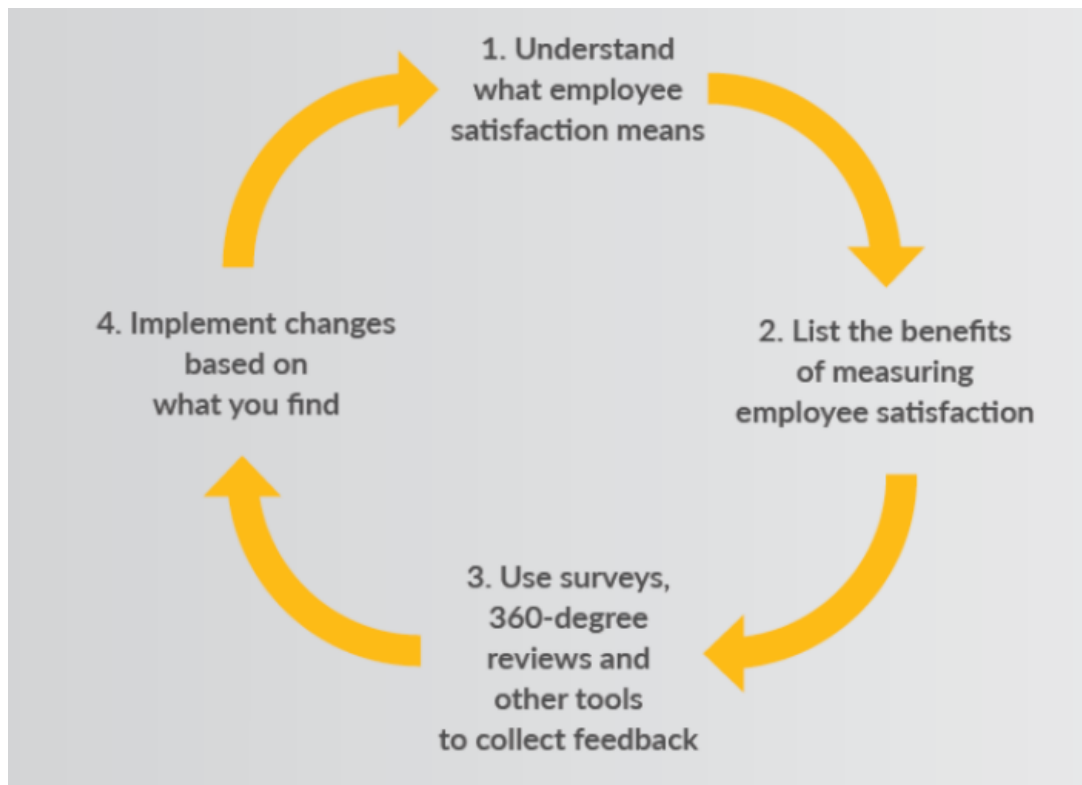 1. Understand
what employee
satisfaction means
2. List the benefits
of measuring
employee satisfaction
3. Use surveys,
360-degree
reviews and
other tools
to collect feedback
4. Implement changes
based on
what you find